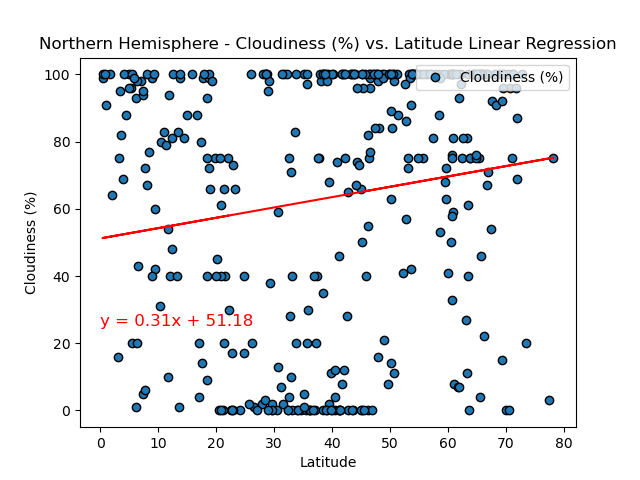 Northern Hemisphere - Cloudiness (%) vs. Latitude Linear Regression
Cloudiness (%)
100
80
60
40
20
0
Cloudiness (%)
y = 0.31x + 51.18
0 10 20 30 40 50 60 70 80
Latitude